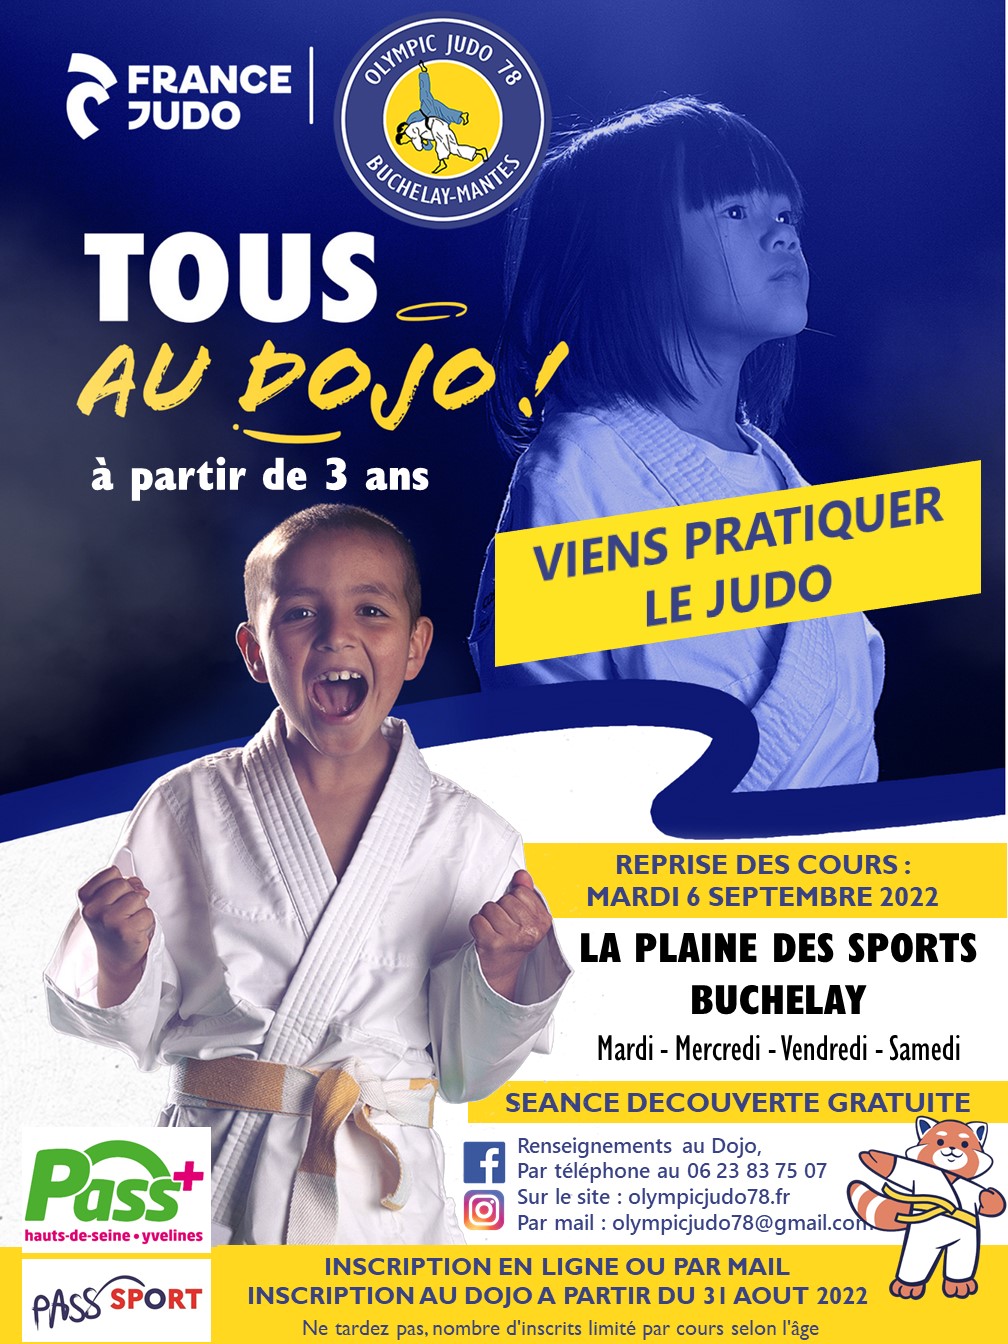 FRANCE
JUDO
OLYMPIC JUDO 78
BUCHELAY-MANTES
TOUS
AU DOJO !
à partir de 3 ans
VIENS PRATIQUER
LE JUDO
REPRISE DES COURS :
MARDI 6 SEPTEMBRE 2022
LA PLAINE DES SPORTS
BUCHELAY
Mardi - Mercredi - Vendredi - Samedi
SEANCE DECOUVERTE GRATUITE
Renseignements au Dojo,
Par téléphone au 06 23 83 75 07
Sur le site : olympicjudo78.fr
Par mail : olympicjudo78@gmail.com
Pass+
hauts-de-seine • yvelines
PASS SPORT
INSCRIPTION EN LIGNE OU PAR MAIL
INSCRIPTION AU DOJO A PARTIR DU 31 AOUT 2022
Ne tardez pas, nombre d'inscrits limité par cours selon l'âge